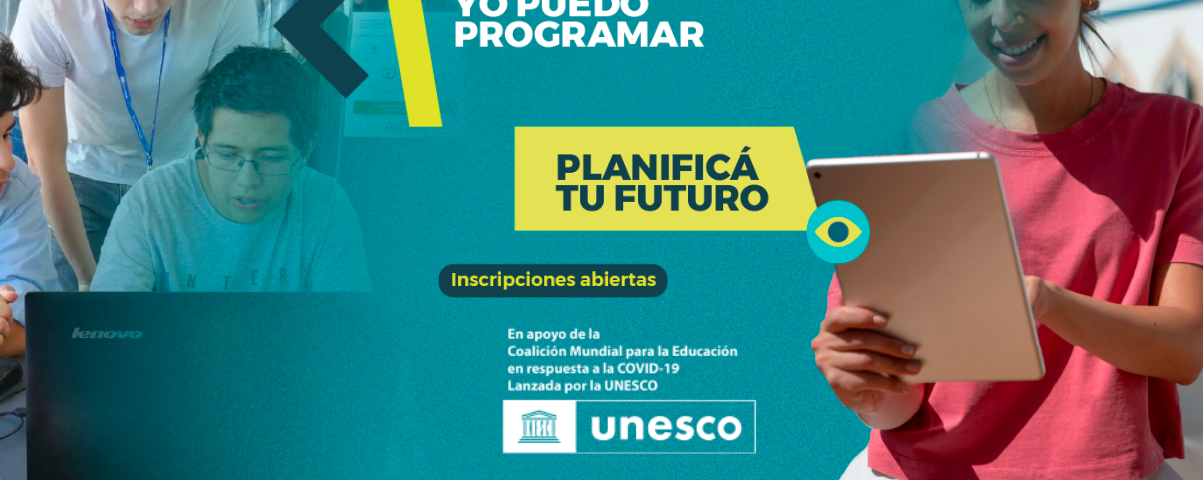 YO PUEDO
PROGRAMAR
PLANIFICÁ
TU FUTURO
Inscripciones abiertas
En apoyo de la
Coalición Mundial para la Educación
en respuesta a la COVID-19
Lanzada por la UNESCO
unesco
lenovo